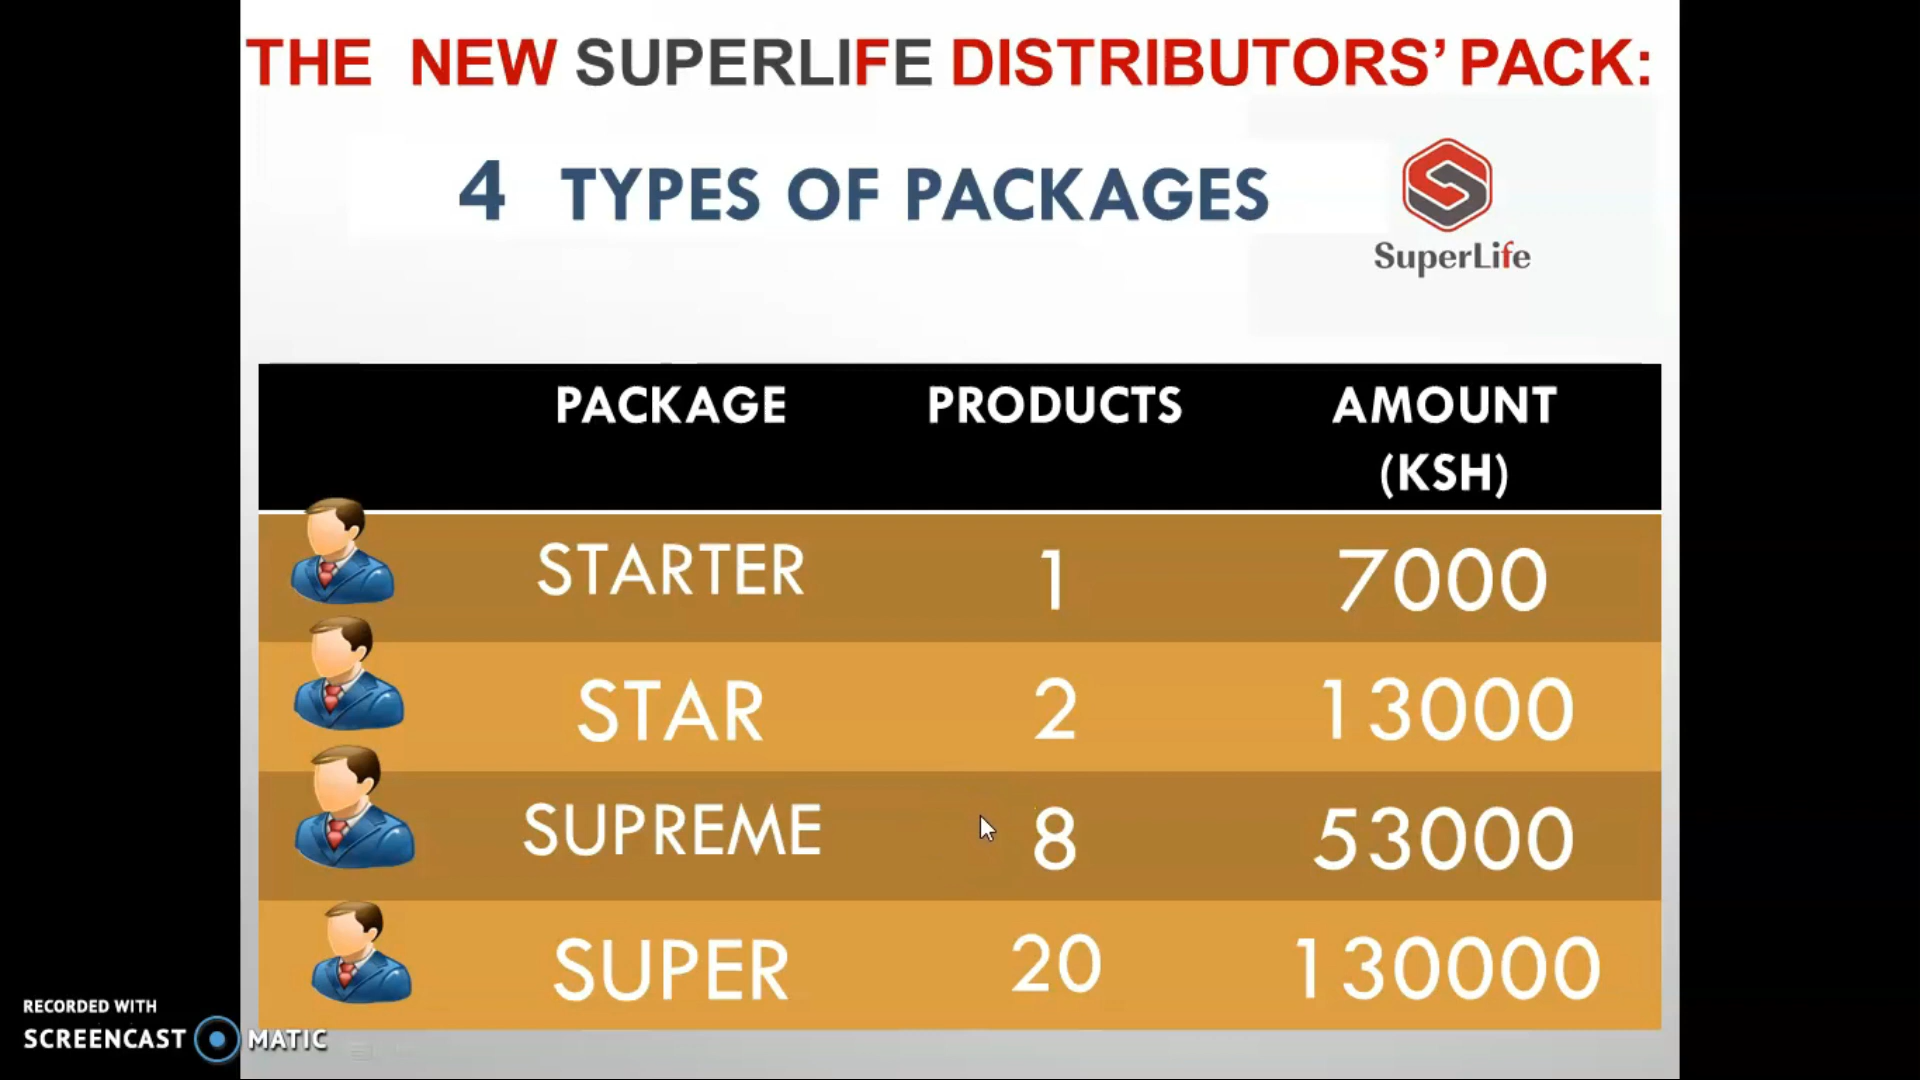 THE NEW SUPERLIFE DISTRIBUTORS’ PACK:
4 TYPES OF PACKAGES
SuperLife
PACKAGE PRODUCTS AMOUNT (KSH)
STARTER 1 7000
STAR 2 13000
SUPREME 8 53000
SUPER 20 130000
RECORDED WITH
SCREENCAST MATIC